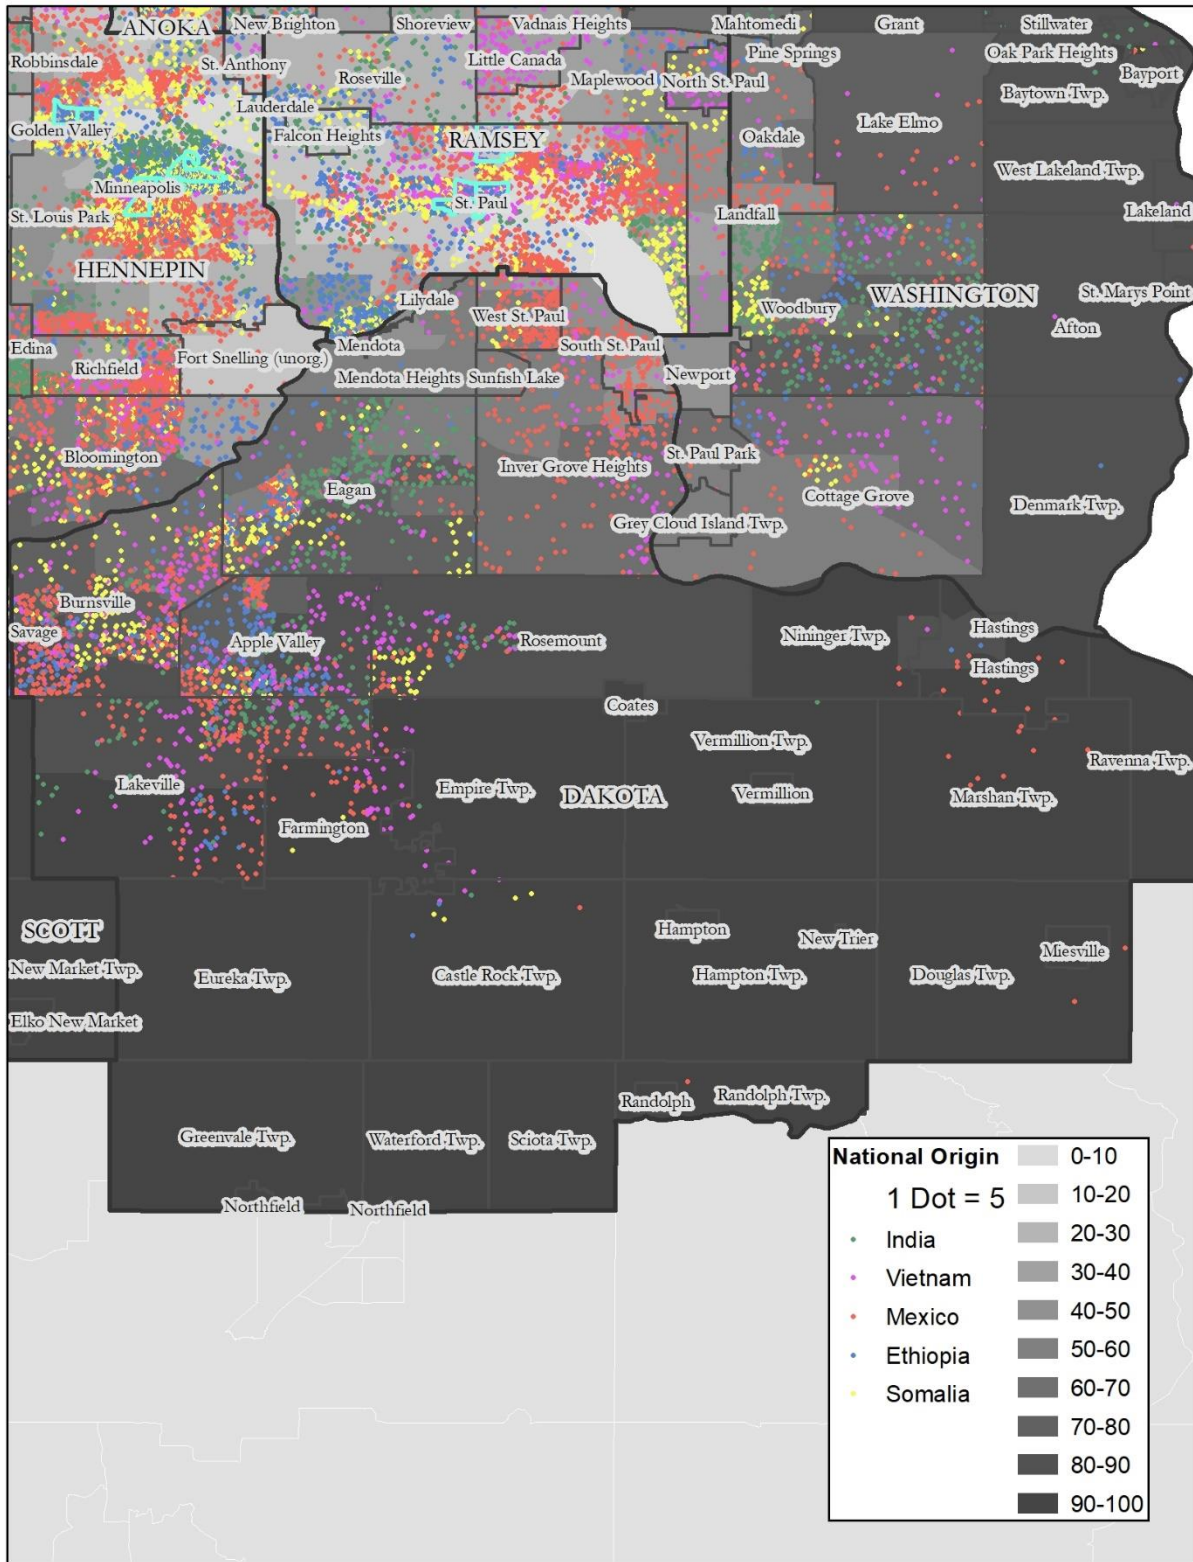 ANOKA
New Brighton
Shoreview
Vadnais Heights
Mahtomedi
Grant
Stillwater
Robbinsdale
St. Anthony
Roseville
Little Canada
Maplewood
North St. Paul
Pine Springs
Oak Park Heights
Bayport
Baytown Twp.
Golden Valley
Lauderdale
Falcon Heights
RAMSEY
Oakdale
Lake Elmo
Minneapolis
St. Paul
West Lakeland Twp.
St. Louis Park
Landfall
Lakeland
HENNEPIN
Lilydale
West St. Paul
Woodbury
WASHINGTON
St. Marys Point
Afton
Edina
Richfield
Fort Snelling (unorg.)
Mendota
South St. Paul
Mendota Heights
Sunfish Lake
Newport
Bloomington
Eagan
Inver Grove Heights
St. Paul Park
Cottage Grove
Grey Cloud Island Twp.
Denmark Twp.
Burnsville
Savage
Apple Valley
Rosemount
Nininger Twp.
Hastings
Hastings
Coates
Vermillion Twp.
Ravenna Twp.
Lakeville
Empire Twp.
DAKOTA
Vermillion
Marshan Twp.
Farmington
SCOTT
Hampton
New Trier
Miesville
New Market Twp.
Eureka Twp.
Castle Rock Twp.
Hampton Twp.
Douglas Twp.
Elko New Market
Randolph
Randolph Twp.
Greenvale Twp.
Waterford Twp.
Sciota Twp.
Northfield
Northfield
National Origin
1 Dot = 5
India
Vietnam
Mexico
Ethiopia
Somalia
0-10
10-20
20-30
30-40
40-50
50-60
60-70
70-80
80-90
90-100